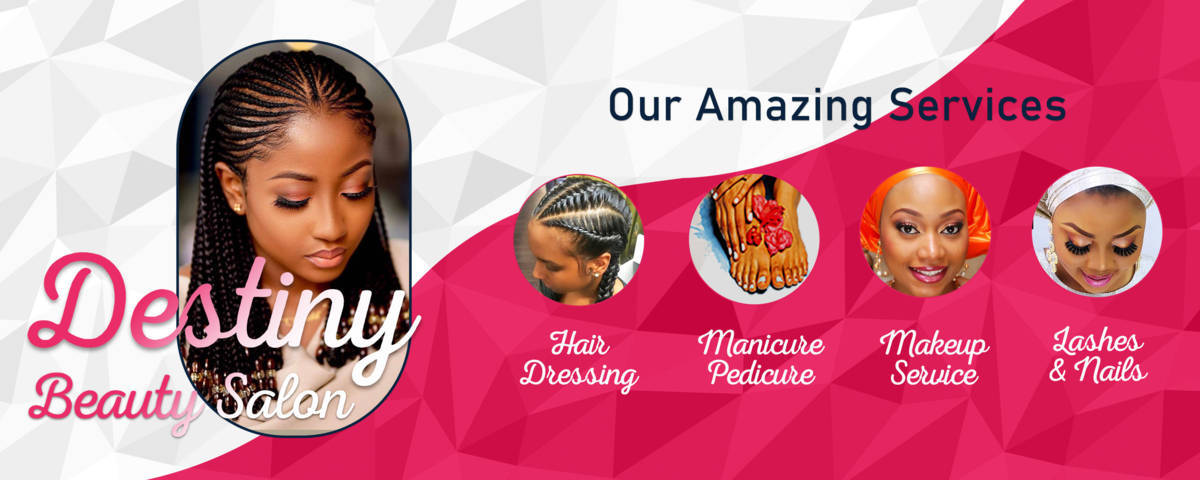 Destiny
Beauty Salon
Our Amazing Services
Hair
Dressing
Manicure
Pedicure
Makeup
Service
Lashes
& Nails